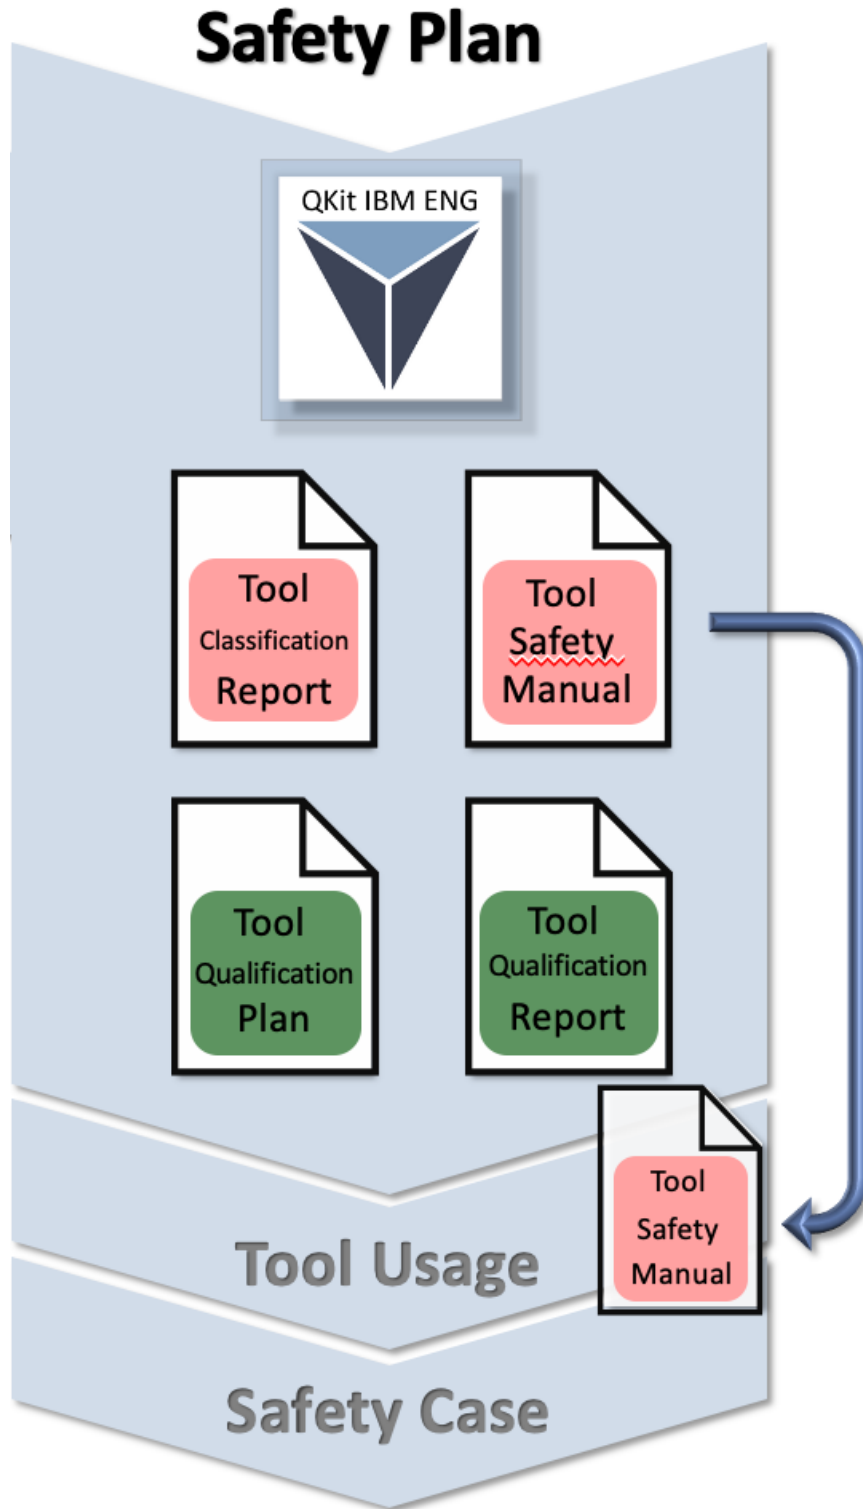 Safety Plan
QKit IBM ENG
Tool
Classification
Report
Tool
Safety
Manual
Tool
Qualification
Plan
Tool
Qualification
Report
Tool
Safety
Manual
Tool Usage
Safety Case